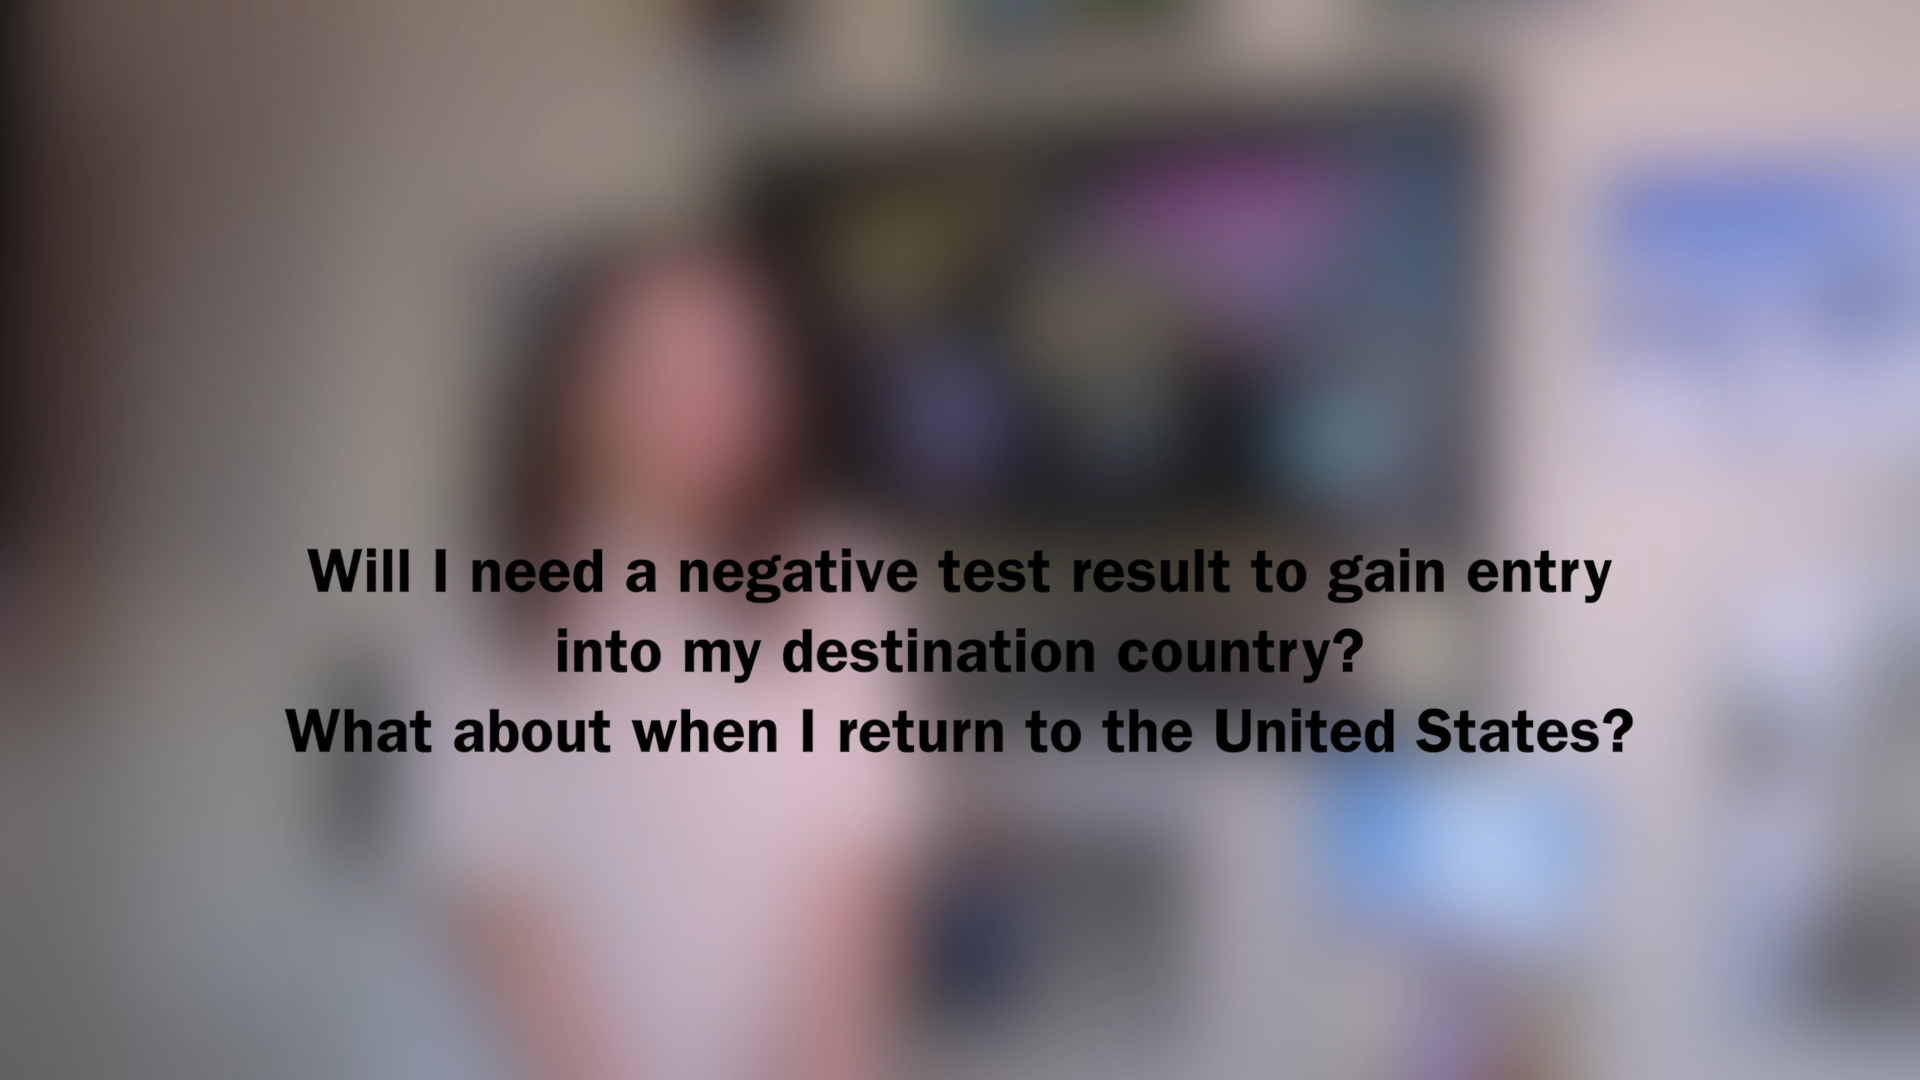 Will I need a negative test result to gain entry
into my destination country?
What about when I return to the United States?